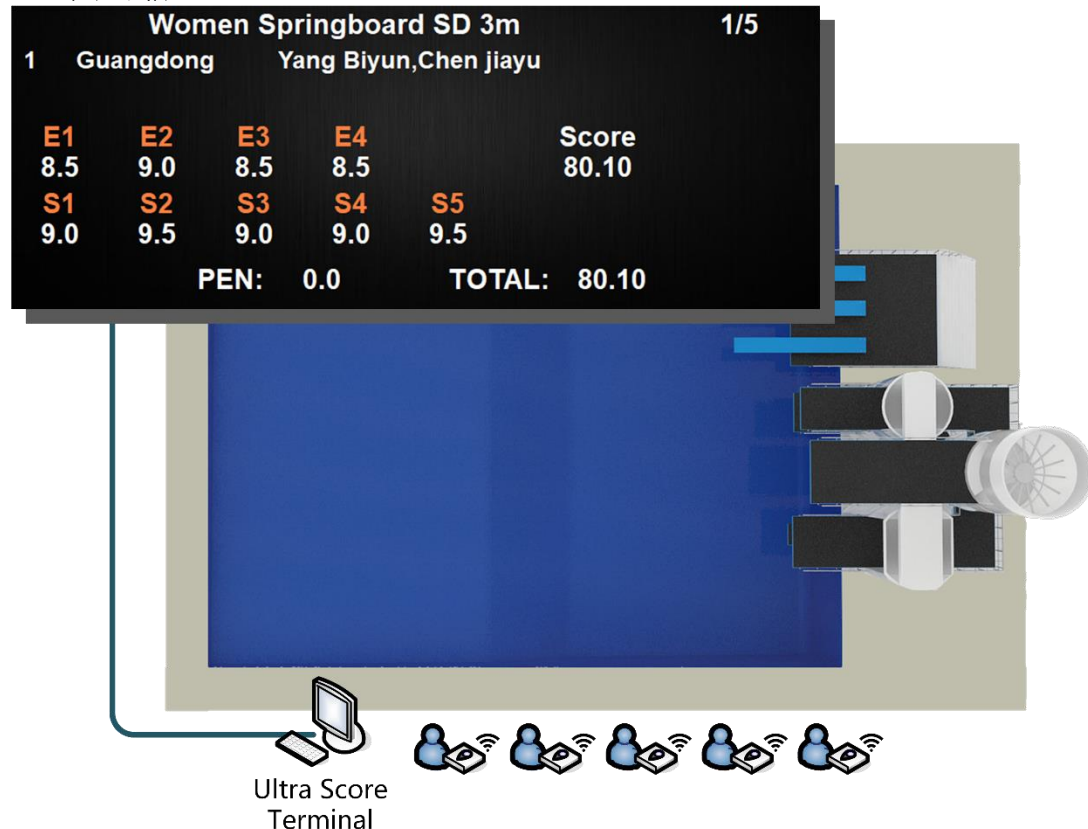 Women Springboard SD 3m 1/5
1 Guangdong Yang Biyun,Chen jiayu
E1 E2 E3 E4 Score
8.5 9.0 8.5 8.5 80.10
S1 S2 S3 S4 S5
9.0 9.5 9.0 9.0 9.5
PEN: 0.0 TOTAL: 80.10
Ultra Score
Terminal